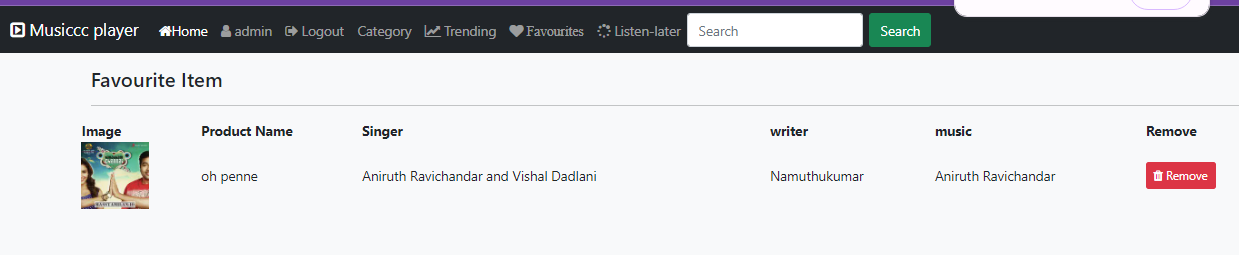 Musiccc player Home admin Logout Category Trending Favourites Listen-later Search Search
Favourite Item
Image Product Name Singer writer music Remove
oh penne Aniruth Ravichandar and Vishal Dadlani Namuthukumar Aniruth Ravichandar Remove